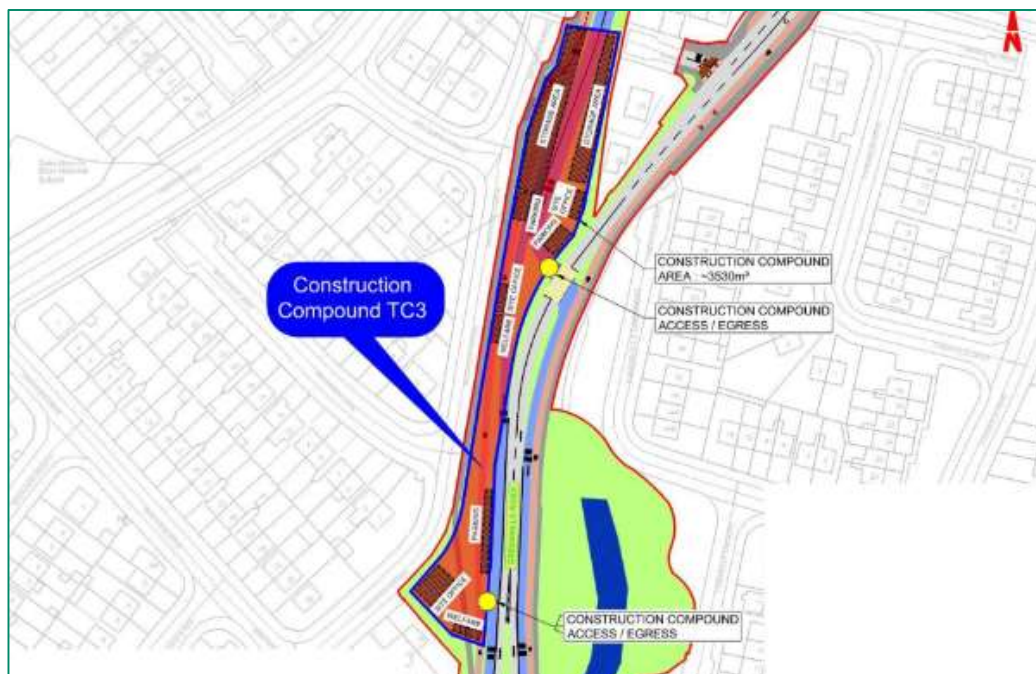 N
STORAGE AREA
STORAGE AREA
PARKING
SITE
OFFICE
PARKING
CONSTRUCTION COMPOUND
AREA : ~3530m²
CONSTRUCTION COMPOUND
ACCESS / EGRESS
Construction
Compound TC3
WELFARE
SITE OFFICE
PARKING
SITE OFFICE
WELFARE
CONSTRUCTION COMPOUND
ACCESS / EGRESS